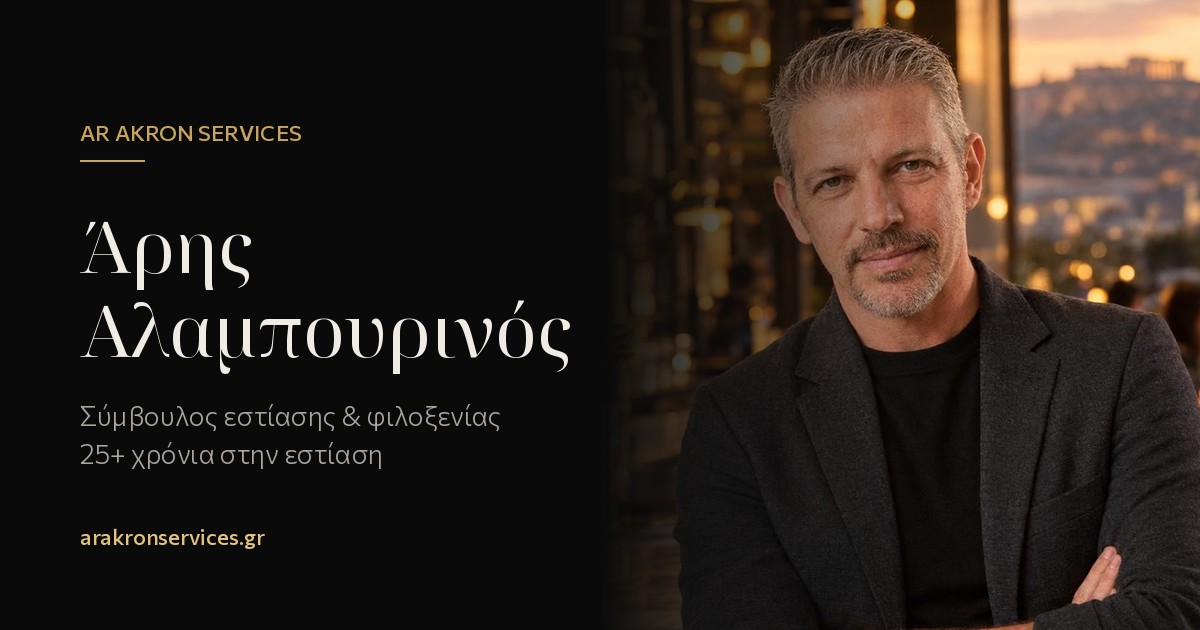 AR AKRON SERVICES
Άρης
Αλαμπουρινός
Σύμβουλος εστίασης & φιλοξενίας
25+ χρόνια στην εστίαση
arakronservices.gr